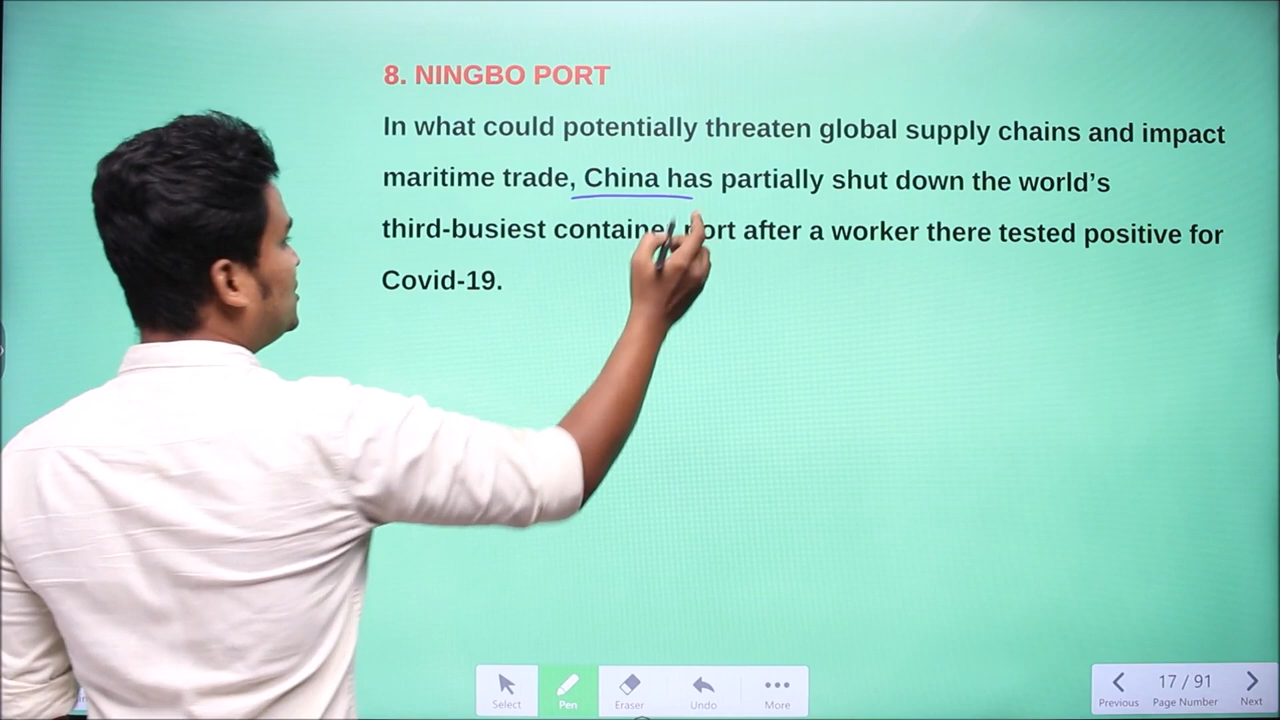 8. NINGBO PORT
In what could potentially threaten global supply chains and impact
maritime trade, China has partially shut down the world’s
third-busiest container port after a worker there tested positive for
Covid-19.
Select Pen Eraser Undo More
17 / 91
Previous Page Number Next